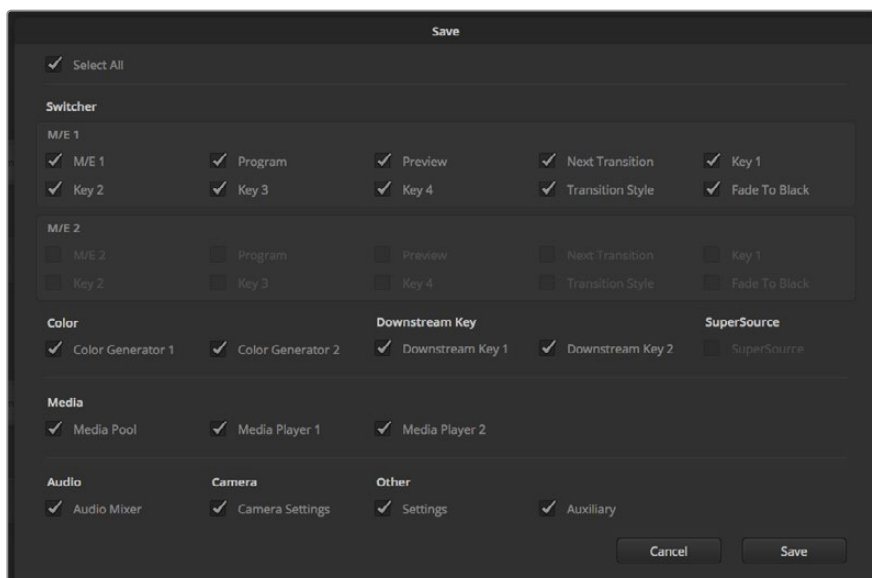 Save
Select All
Switcher
M/E 1
M/E 1 Program Preview Next Transition Key 1
Key 2 Key 3 Key 4 Transition Style Fade To Black
M/E 2
M/E 2 Program Preview Next Transition Key 1
Key 2 Key 3 Key 4 Transition Style Fade To Black
Color Downstream Key SuperSource
Color Generator 1 Color Generator 2 Downstream Key 1 Downstream Key 2 SuperSource
Media
Media Pool Media Player 1 Media Player 2
Audio Camera Other
Audio Mixer Camera Settings Settings Auxiliary
Cancel Save